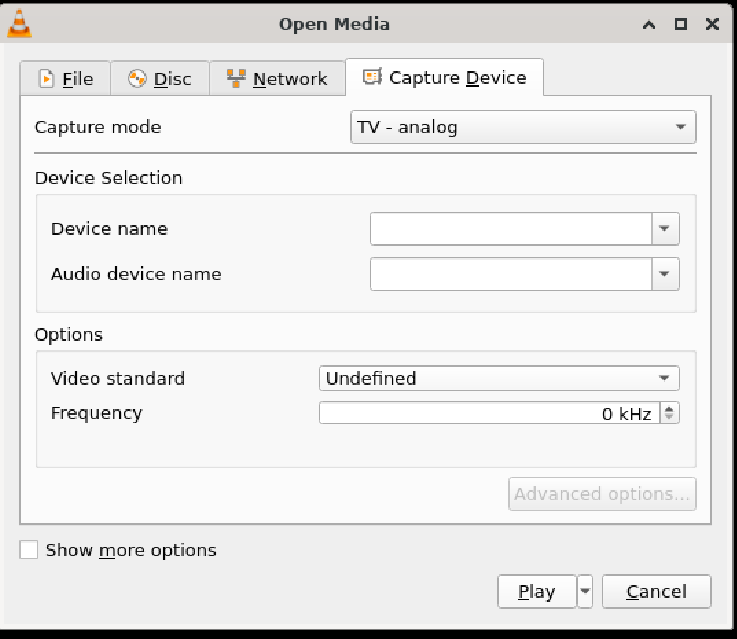 Open Media
File Disc Network Capture Device
Capture mode TV - analog
Device Selection
Device name
Audio device name
Options
Video standard Undefined
Frequency 0 kHz
Advanced options...
Show more options
Play Cancel